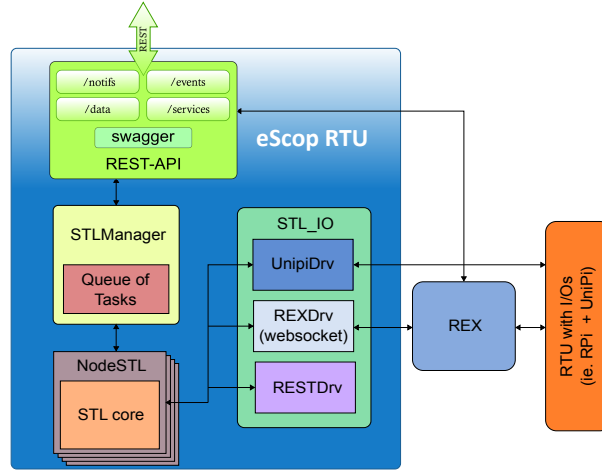 REST
/notifs
/events
/data
/services
swagger
REST-API
eScop RTU
STLManager
Queue of
Tasks
NodeSTL
STL core
STL_IO
UnipiDrv
REXDrv
(websocket)
RESTDrv
REX
RTU with I/Os
(ie. RPi + UniPi)